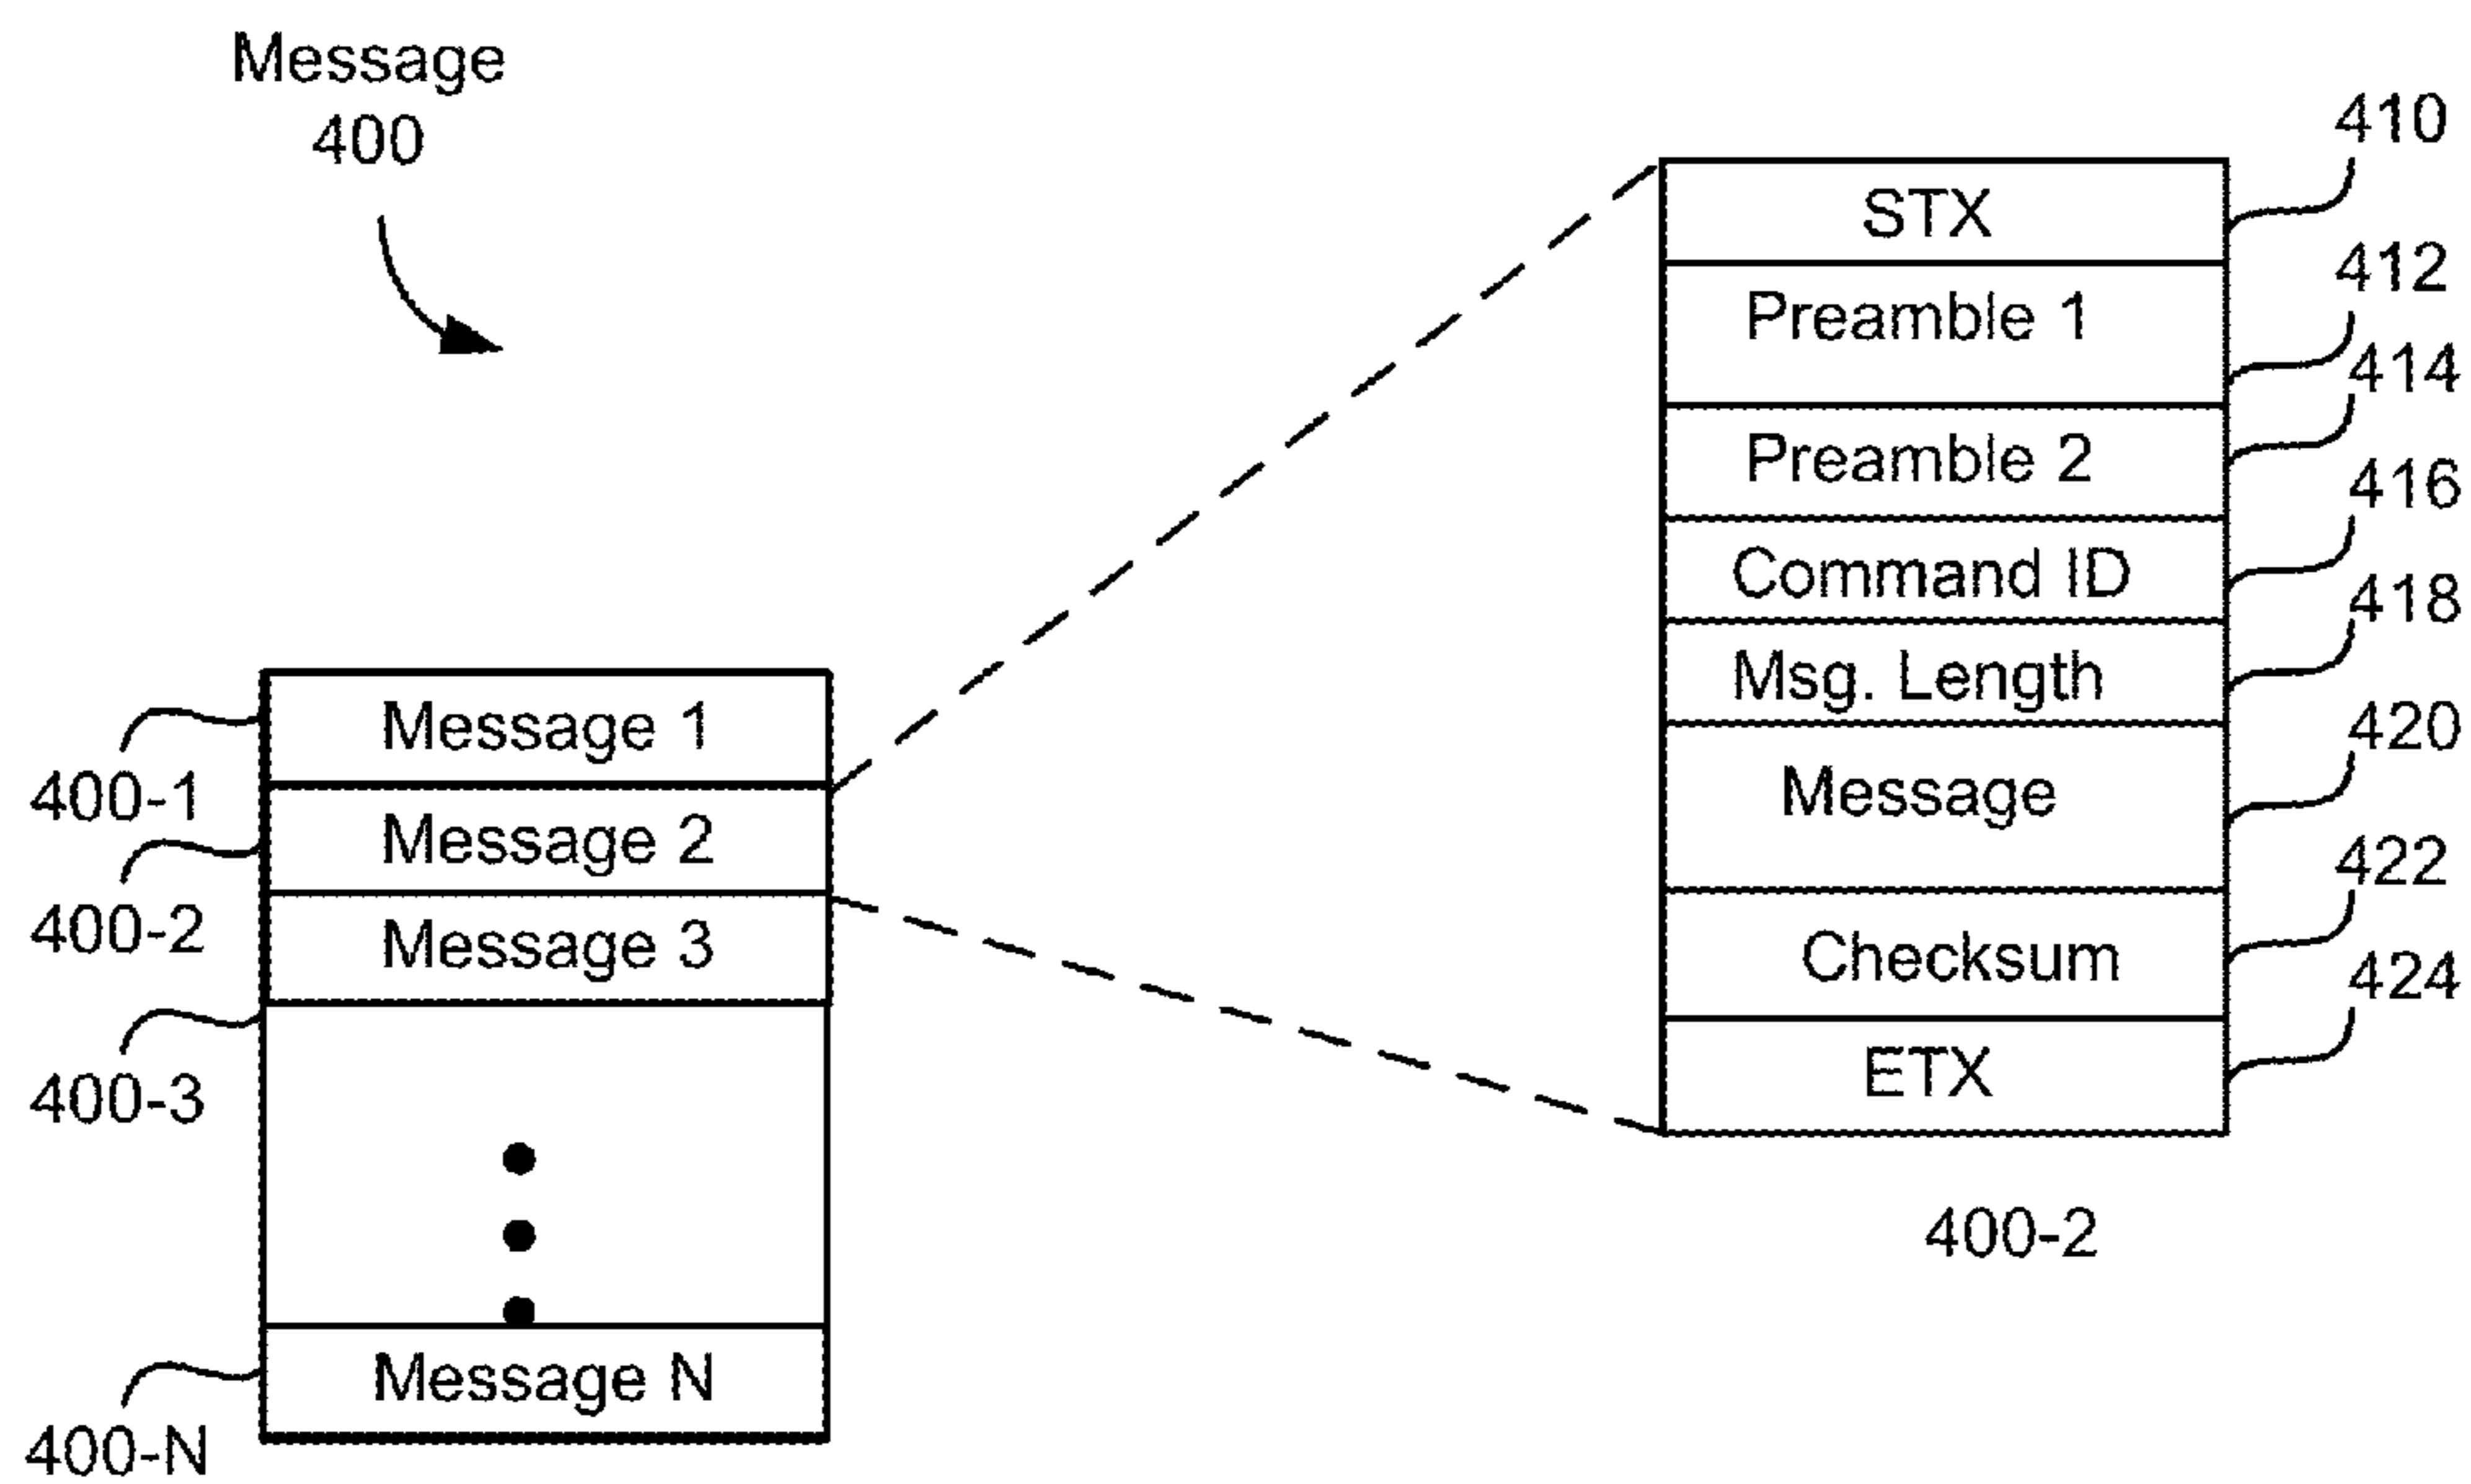 Message
400
Message 1
400-1
Message 2
400-2
Message 3
400-3
Message N
400-N
STX
410
Preamble 1
412
Preamble 2
414
Command ID
416
Msg. Length
418
Message
420
Checksum
422
ETX
424
400-2